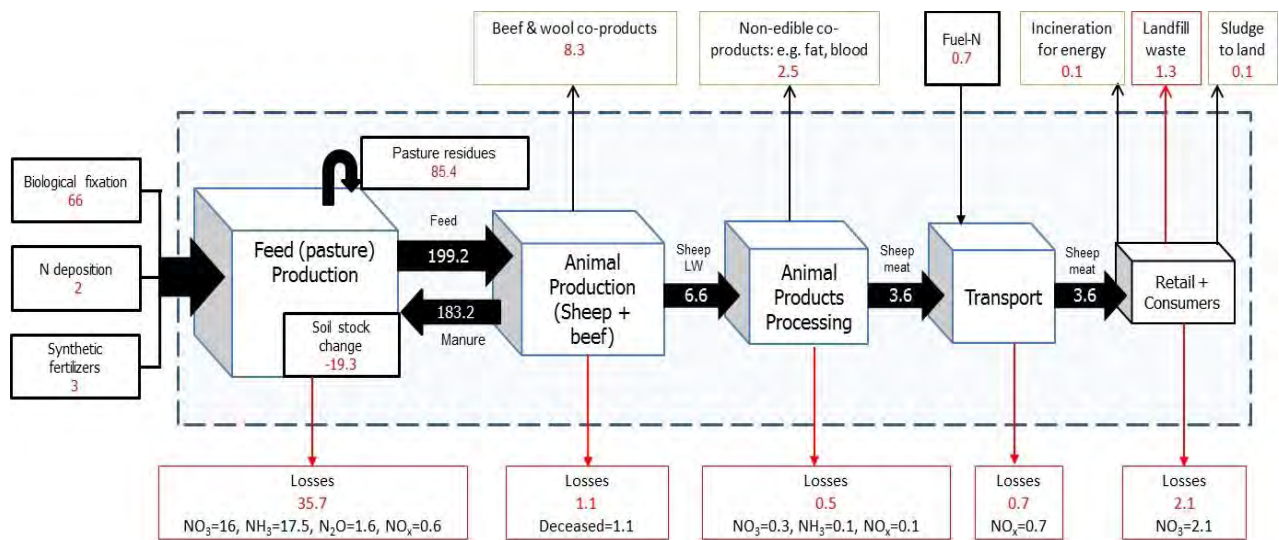 Beef & wool co-products
8.3
Non-edible co-
products: e.g. fat, blood
2.5
Fuel-N
0.7
Incineration
for energy
0.1
Landfill
waste
1.3
Sludge
to land
0.1
Biological fixation
66
N deposition
2
Synthetic
fertilizers
3
Pasture residues
85.4
Feed (pasture)
Production
Soil stock
change
-19.3
Feed
199.2
183.2
Manure
Animal
Production
(Sheep +
beef)
Sheep
LW
6.6
Animal
Products
Processing
Sheep
meat
3.6
Transport
Sheep
meat
3.6
Retail +
Consumers
Losses
35.7
NO₃=16, NH₃=17.5, N₂O=1.6, NOₓ=0.6
Losses
1.1
Deceased=1.1
Losses
0.5
NO₃=0.3, NH₃=0.1, NOₓ=0.1
Losses
0.7
NOₓ=0.7
Losses
2.1
NO₃=2.1